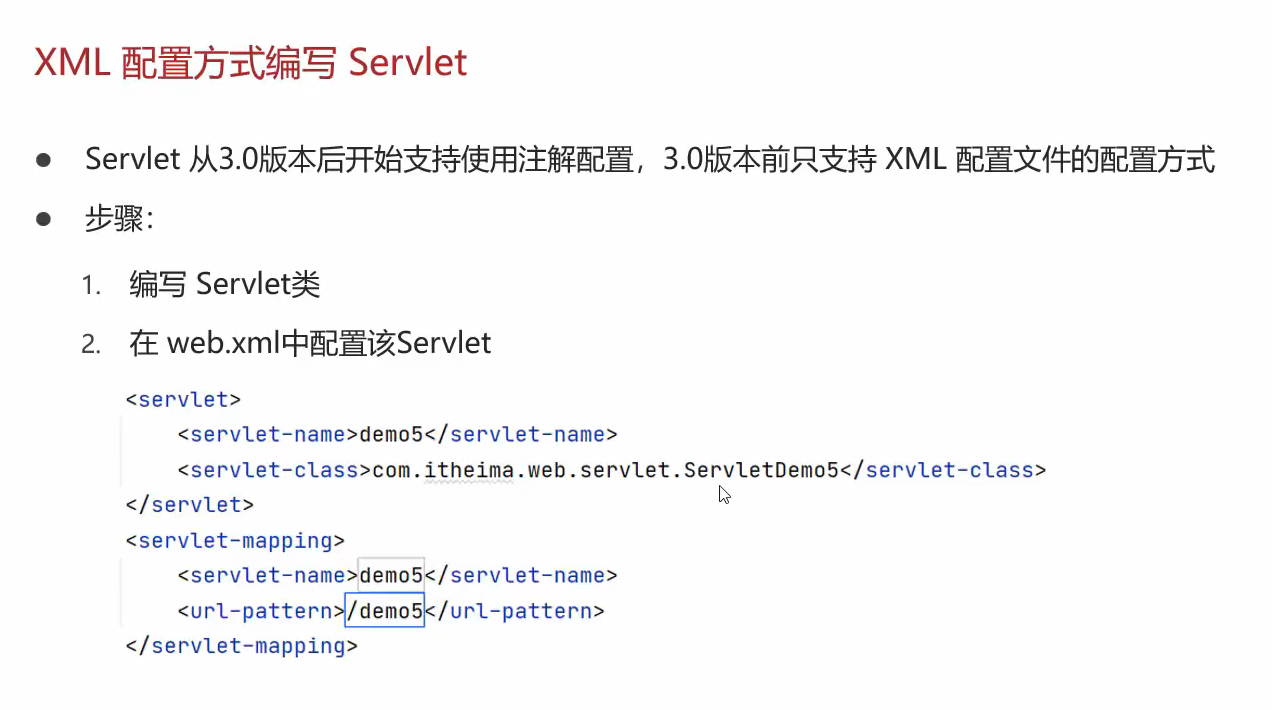 XML 配置方式编写 Servlet
● Servlet 从3.0版本后开始支持使用注解配置，3.0版本前只支持 XML 配置文件的配置方式
● 步骤：
1. 编写 Servlet类
2. 在 web.xml中配置该Servlet
<servlet>
    <servlet-name>demo5</servlet-name>
    <servlet-class>com.itheima.web.servlet.ServletDemo5</servlet-class>
</servlet>
<servlet-mapping>
    <servlet-name>demo5</servlet-name>
    <url-pattern>/demo5</url-pattern>
</servlet-mapping>